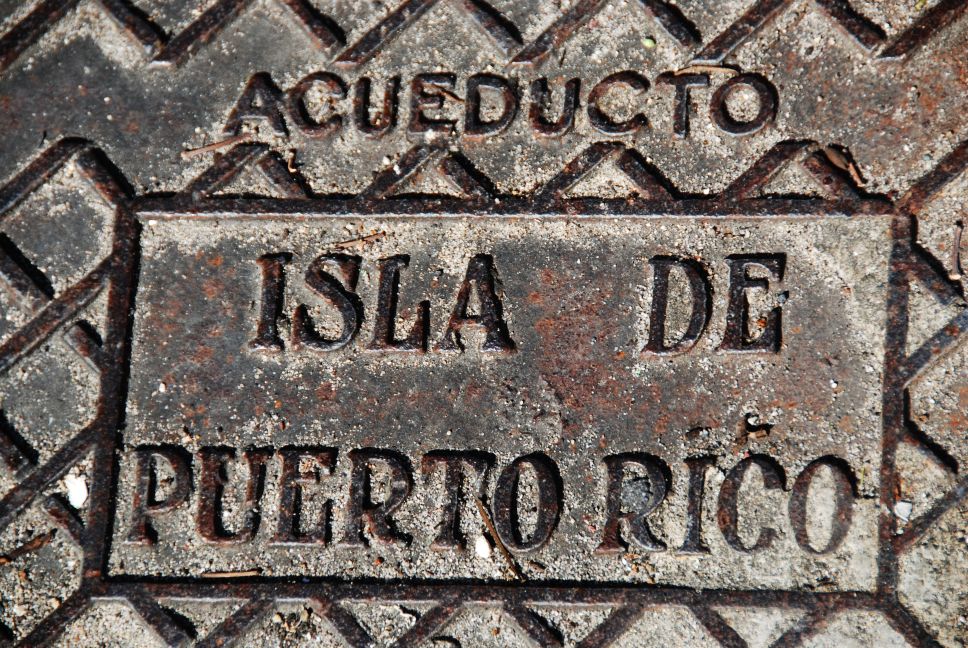 ACUEDUCTO
ISLA DE
PUERTO RICO